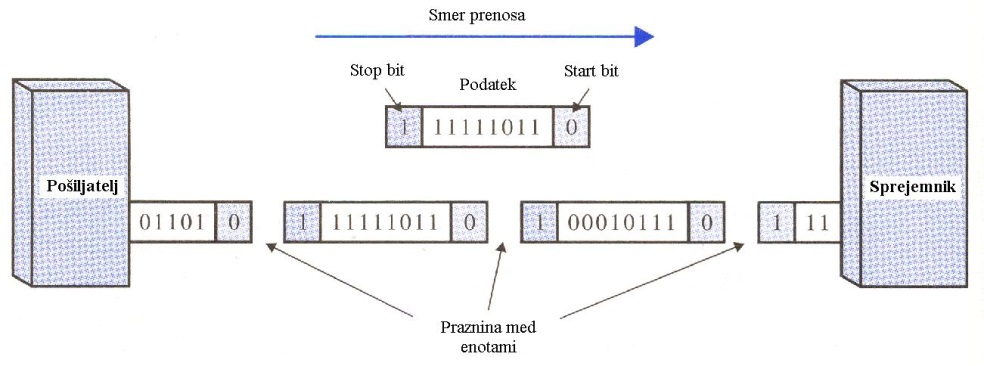 Smer prenosa
Stop bit
Podatek
Start bit
1 11111011 0
Pošiljatelj
Sprejemnik
01101 0
1 11111011 0
1 00010111 0
1 11
Praznina med
enotami